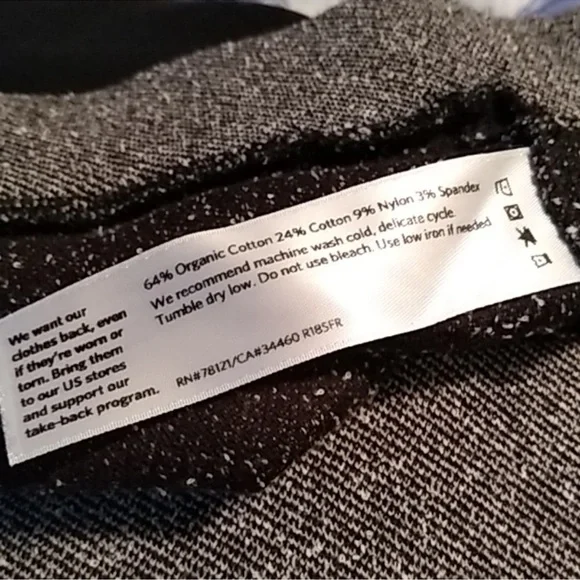 We want our
clothes back, even
if they're worn or
torn. Bring them
to our US stores
and support our
take-back program.
64% Organic Cotton 24% Cotton 9% Nylon 3% Spandex
We recommend machine wash cold, delicate cycle
Tumble dry low. Do not use bleach. Use low iron if needed
RN#78121/CA#34460 R185FR